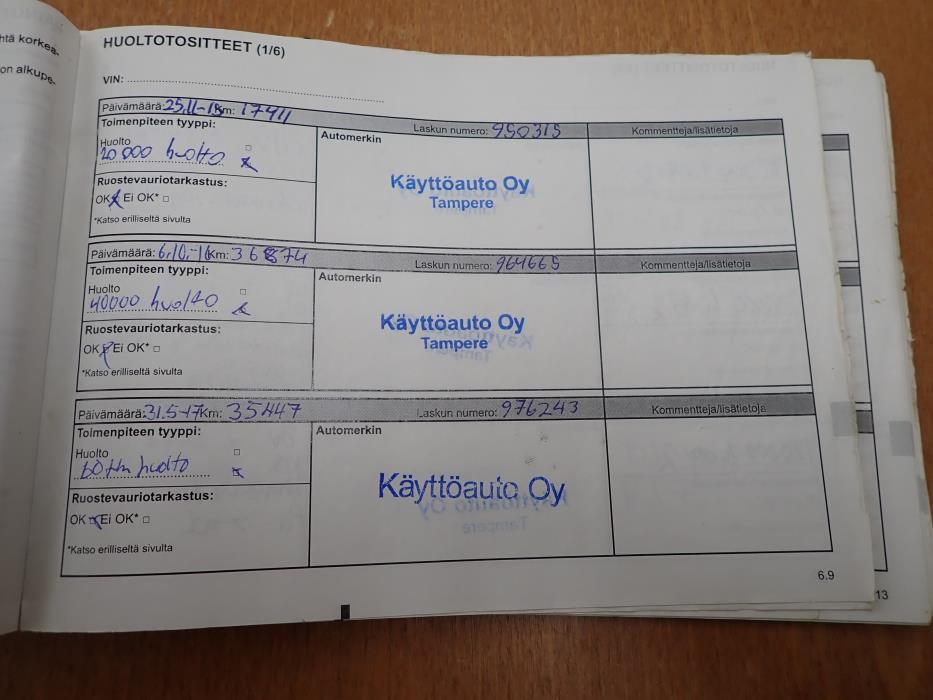 htä korkea-
on alkupe-
HUOLTOTOSITTEET (1/6)
VIN:
Päivämäärä: 25.11-15 Km: 17411
Laskun numero: 950315
Kommentteja/lisätietoja
Toimenpiteen tyyppi:
Automerkin
Huolto
20 000 huolto
Käyttöauto Oy
Tampere
Ruostevauriotarkastus:
OK Ei OK*
*Katso erilliseltä sivulta
Päivämäärä: 6.10.-16 Km: 36874
Laskun numero: 964665
Kommentteja/lisätietoja
Toimenpiteen tyyppi:
Automerkin
Huolto
40000 huolto
Käyttöauto Oy
Tampere
Ruostevauriotarkastus:
OK Ei OK*
*Katso erilliseltä sivulta
Päivämäärä: 31.5-17 Km: 35447
Laskun numero: 976243
Kommentteja/lisätietoja
Toimenpiteen tyyppi:
Automerkin
Huolto
huolto
Käyttöauto Oy
Ruostevauriotarkastus:
OK Ei OK*
*Katso erilliseltä sivulta
6.9
13